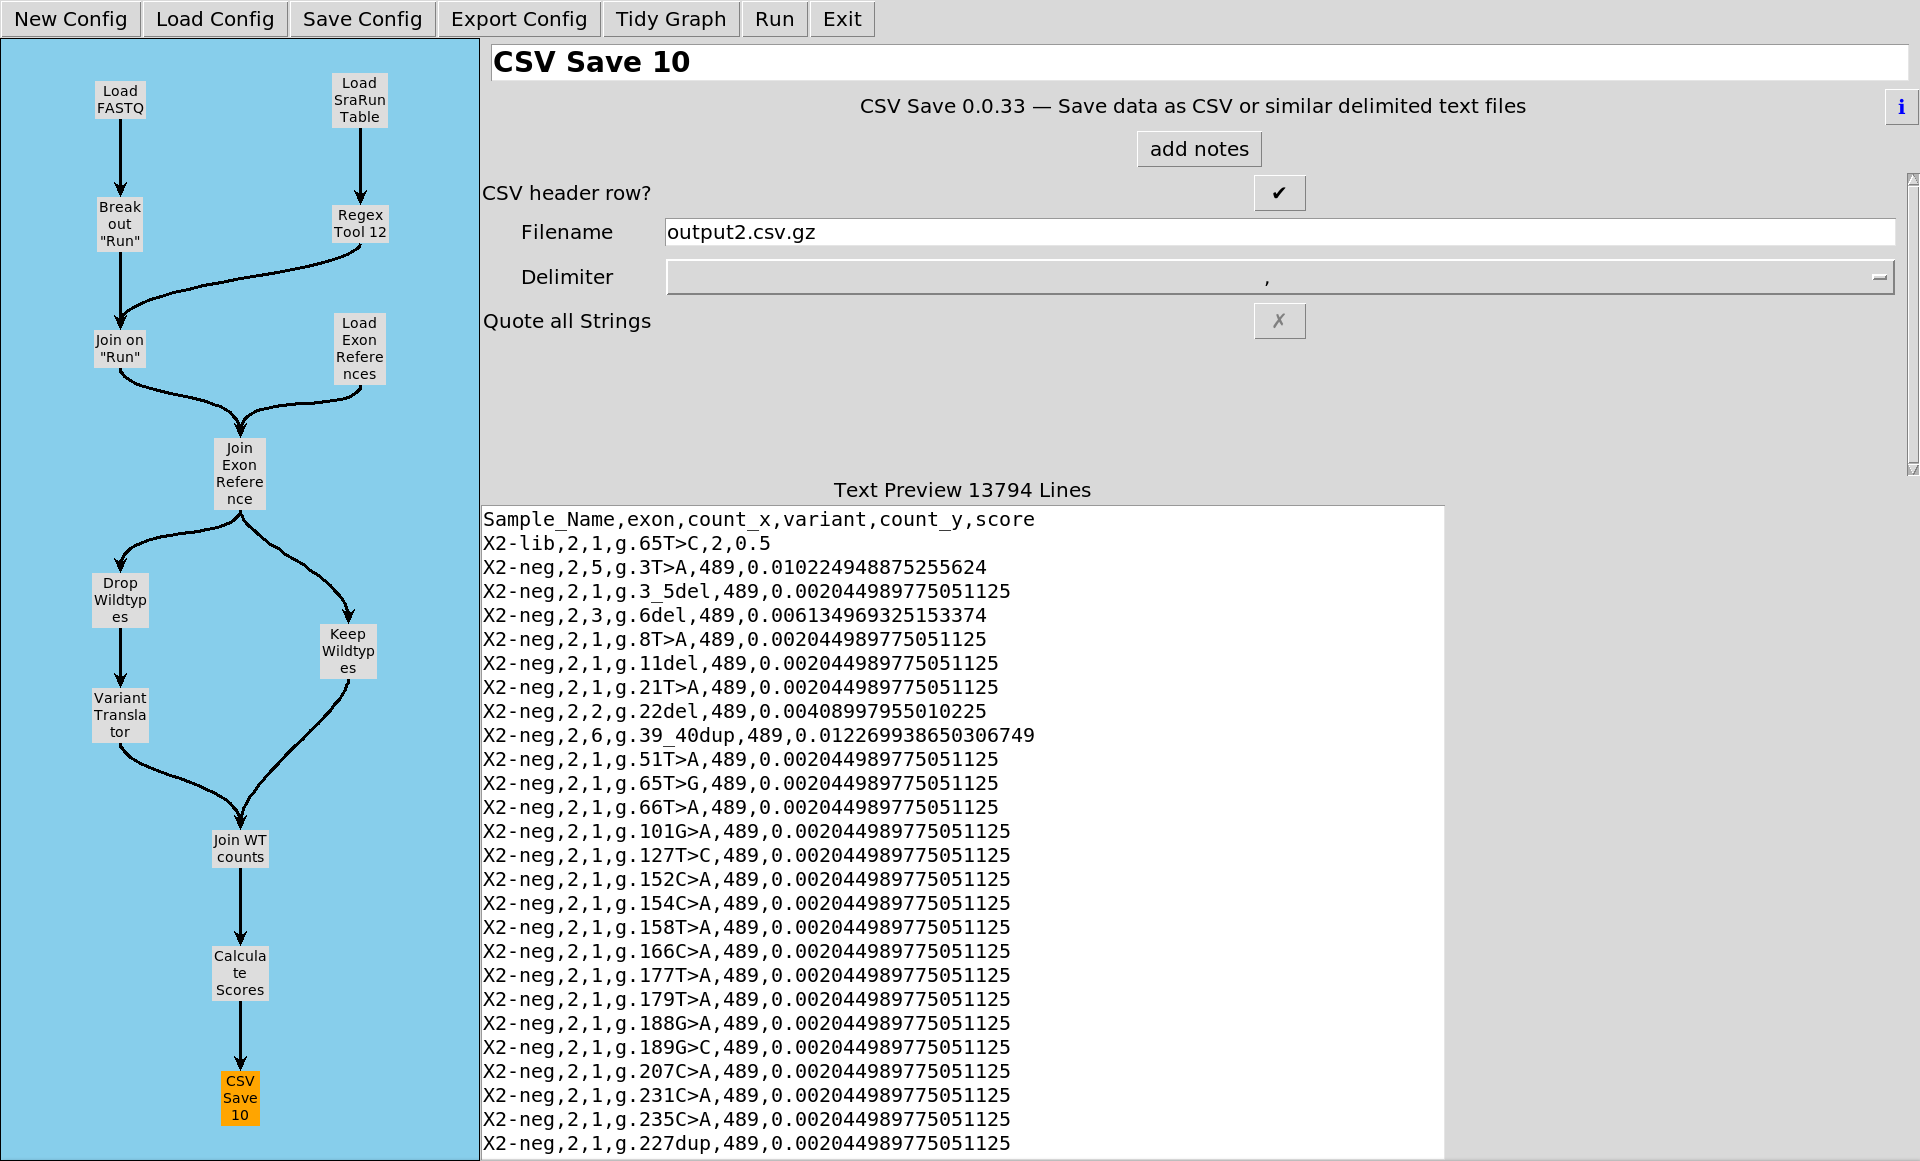 New Config
Load Config
Save Config
Export Config
Tidy Graph
Run
Exit
Load
FASTQ
Load
SraRun
Table
Break
out
"Run"
Regex
Tool 12
Join on
"Run"
Load
Exon
Refere
nces
Join
Exon
Refere
nce
Drop
Wildtyp
es
Keep
Wildtyp
es
Variant
Transla
tor
Join WT
counts
Calcula
te
Scores
CSV
Save
10
CSV Save 10
CSV Save 0.0.33 — Save data as CSV or similar delimited text files
i
add notes
CSV header row?
✔
Filename
output2.csv.gz
Delimiter
,
Quote all Strings
✗
Text Preview 13794 Lines
Sample_Name,exon,count_x,variant,count_y,score
X2-lib,2,1,g.65T>C,2,0.5
X2-neg,2,5,g.3T>A,489,0.010224948875255624
X2-neg,2,1,g.3_5del,489,0.002044989775051125
X2-neg,2,3,g.6del,489,0.006134969325153374
X2-neg,2,1,g.8T>A,489,0.002044989775051125
X2-neg,2,1,g.11del,489,0.002044989775051125
X2-neg,2,1,g.21T>A,489,0.002044989775051125
X2-neg,2,2,g.22del,489,0.00408997955010225
X2-neg,2,6,g.39_40dup,489,0.012269938650306749
X2-neg,2,1,g.51T>A,489,0.002044989775051125
X2-neg,2,1,g.65T>G,489,0.002044989775051125
X2-neg,2,1,g.66T>A,489,0.002044989775051125
X2-neg,2,1,g.101G>A,489,0.002044989775051125
X2-neg,2,1,g.127T>C,489,0.002044989775051125
X2-neg,2,1,g.152C>A,489,0.002044989775051125
X2-neg,2,1,g.154C>A,489,0.002044989775051125
X2-neg,2,1,g.158T>A,489,0.002044989775051125
X2-neg,2,1,g.166C>A,489,0.002044989775051125
X2-neg,2,1,g.177T>A,489,0.002044989775051125
X2-neg,2,1,g.179T>A,489,0.002044989775051125
X2-neg,2,1,g.188G>A,489,0.002044989775051125
X2-neg,2,1,g.189G>C,489,0.002044989775051125
X2-neg,2,1,g.207C>A,489,0.002044989775051125
X2-neg,2,1,g.231C>A,489,0.002044989775051125
X2-neg,2,1,g.235C>A,489,0.002044989775051125
X2-neg,2,1,g.227dup,489,0.002044989775051125